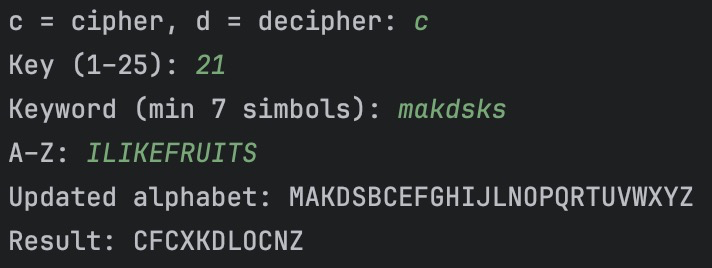 c = cipher, d = decipher: c
Key (1-25): 21
Keyword (min 7 simbols): makdsks
A-Z: ILIKEFRUITS
Updated alphabet: MAKDSBCEFGHIJLNOPQRTUVWXYZ
Result: CFCXKDLOCNZ